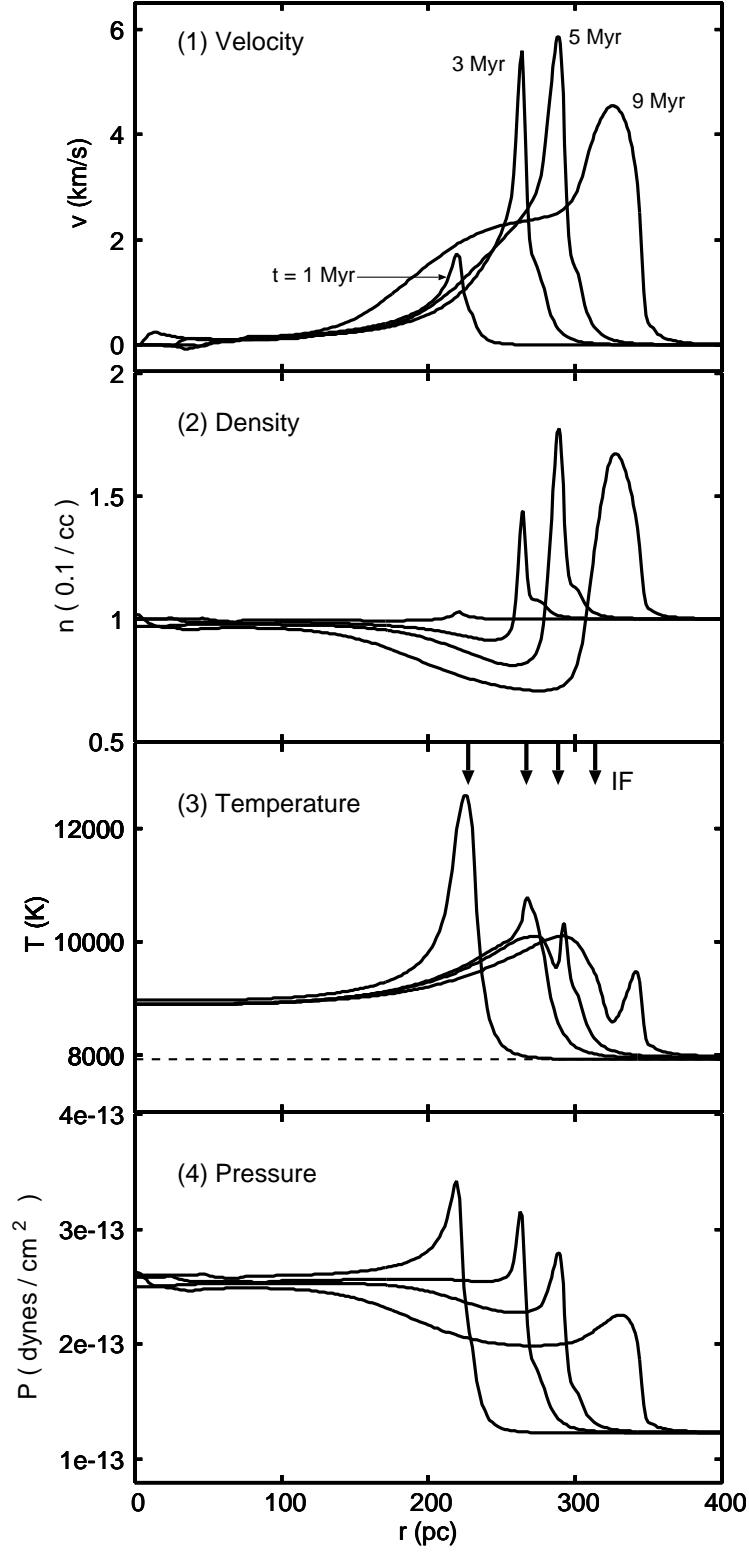 6
(1) Velocity
5 Myr
3 Myr
9 Myr
4
v (km/s)
2
t = 1 Myr
0
2
(2) Density
1.5
n ( 0.1 / cc )
1
0.5
IF
(3) Temperature
12000
T (K)
10000
8000
4e-13
(4) Pressure
3e-13
P ( dynes / cm 2 )
2e-13
1e-13
0 100 200 300 400
r (pc)